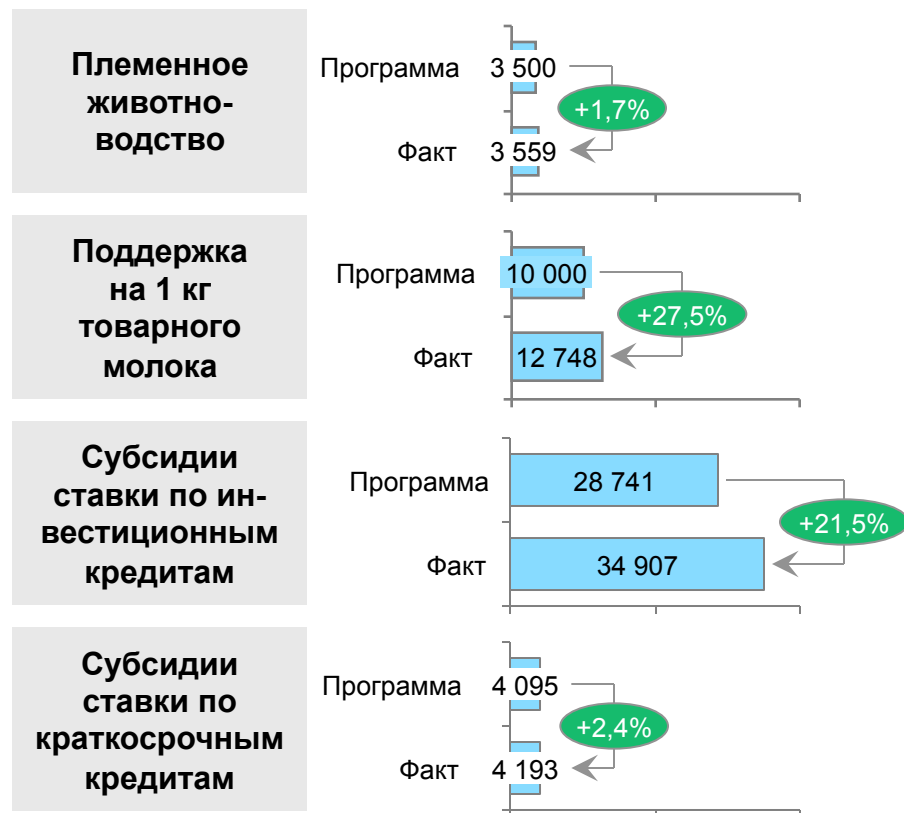 Племенное
животно-
водство
Программа
3 500
+1,7%
Факт
3 559
Поддержка
на 1 кг
товарного
молока
Программа
10 000
+27,5%
Факт
12 748
Субсидии
ставки по ин-
вестиционным
кредитам
Программа
28 741
+21,5%
Факт
34 907
Субсидии
ставки по
краткосрочным
кредитам
Программа
4 095
+2,4%
Факт
4 193